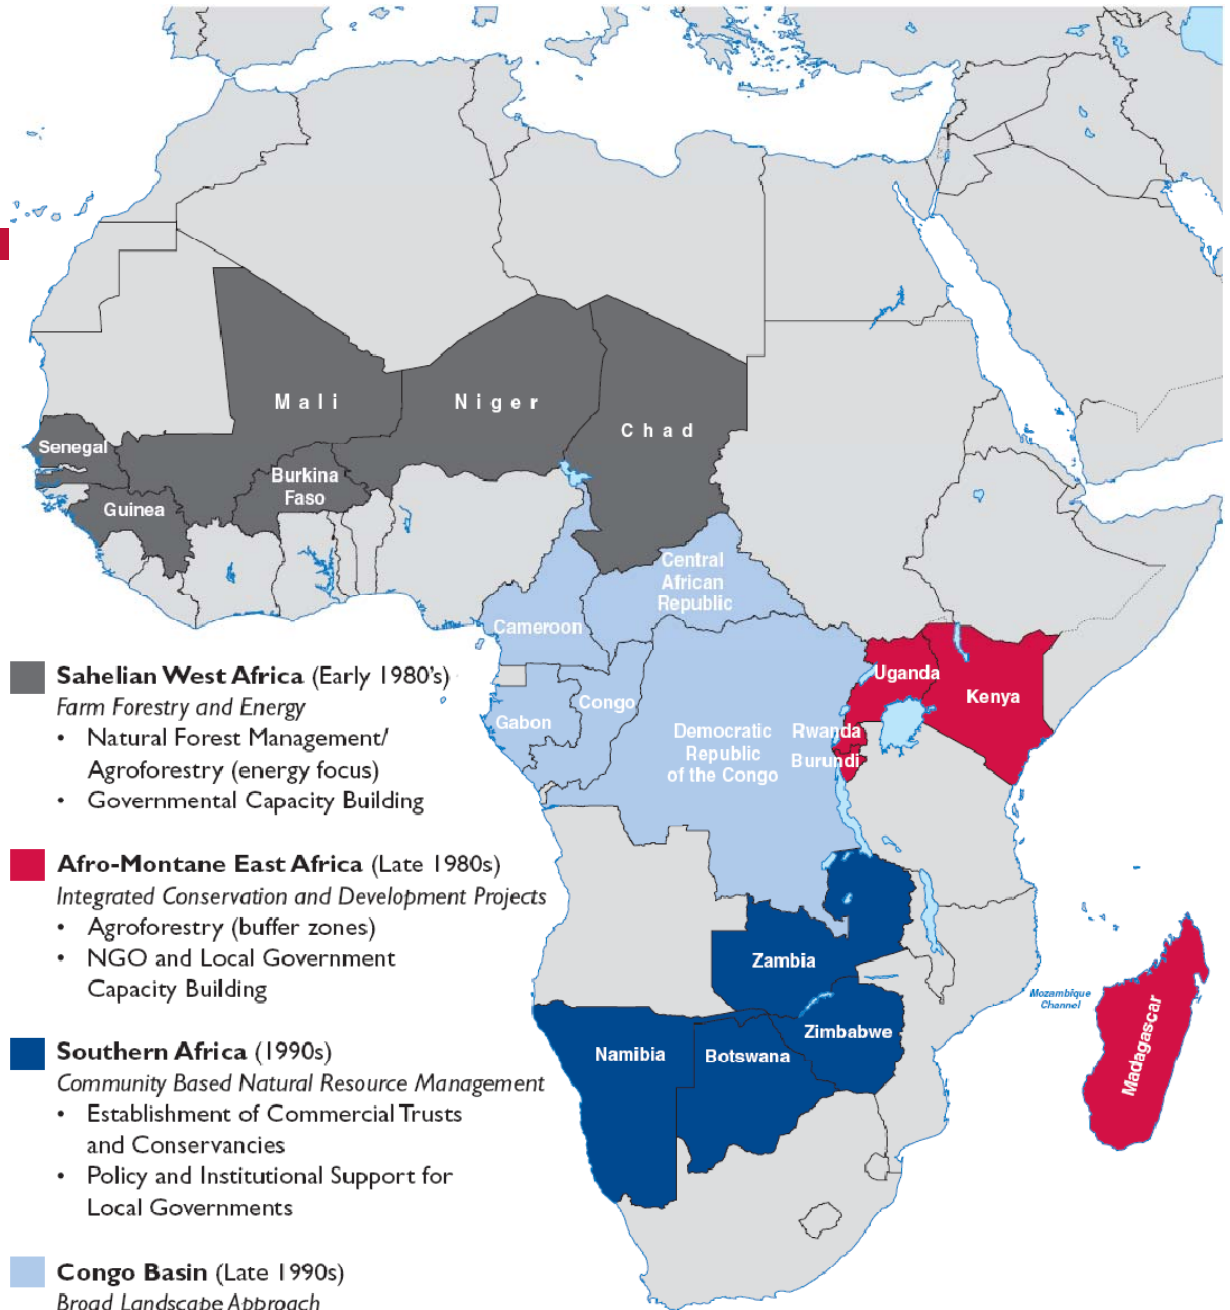 Mali
Niger
Chad
Senegal
Burkina
Faso
Guinea
Central
African
Republic
Cameroon
Uganda
Kenya
Gabon
Congo
Democratic
Republic
of the Congo
Rwanda
Burundi
Zambia
Zimbabwe
Namibia
Botswana
Mozambique
Channel
Madagascar
Sahelian West Africa (Early 1980's)
Farm Forestry and Energy
• Natural Forest Management/
Agroforestry (energy focus)
• Governmental Capacity Building
Afro-Montane East Africa (Late 1980s)
Integrated Conservation and Development Projects
• Agroforestry (buffer zones)
• NGO and Local Government
Capacity Building
Southern Africa (1990s)
Community Based Natural Resource Management
• Establishment of Commercial Trusts
and Conservancies
• Policy and Institutional Support for
Local Governments
Congo Basin (Late 1990s)
Broad Landscape Approach